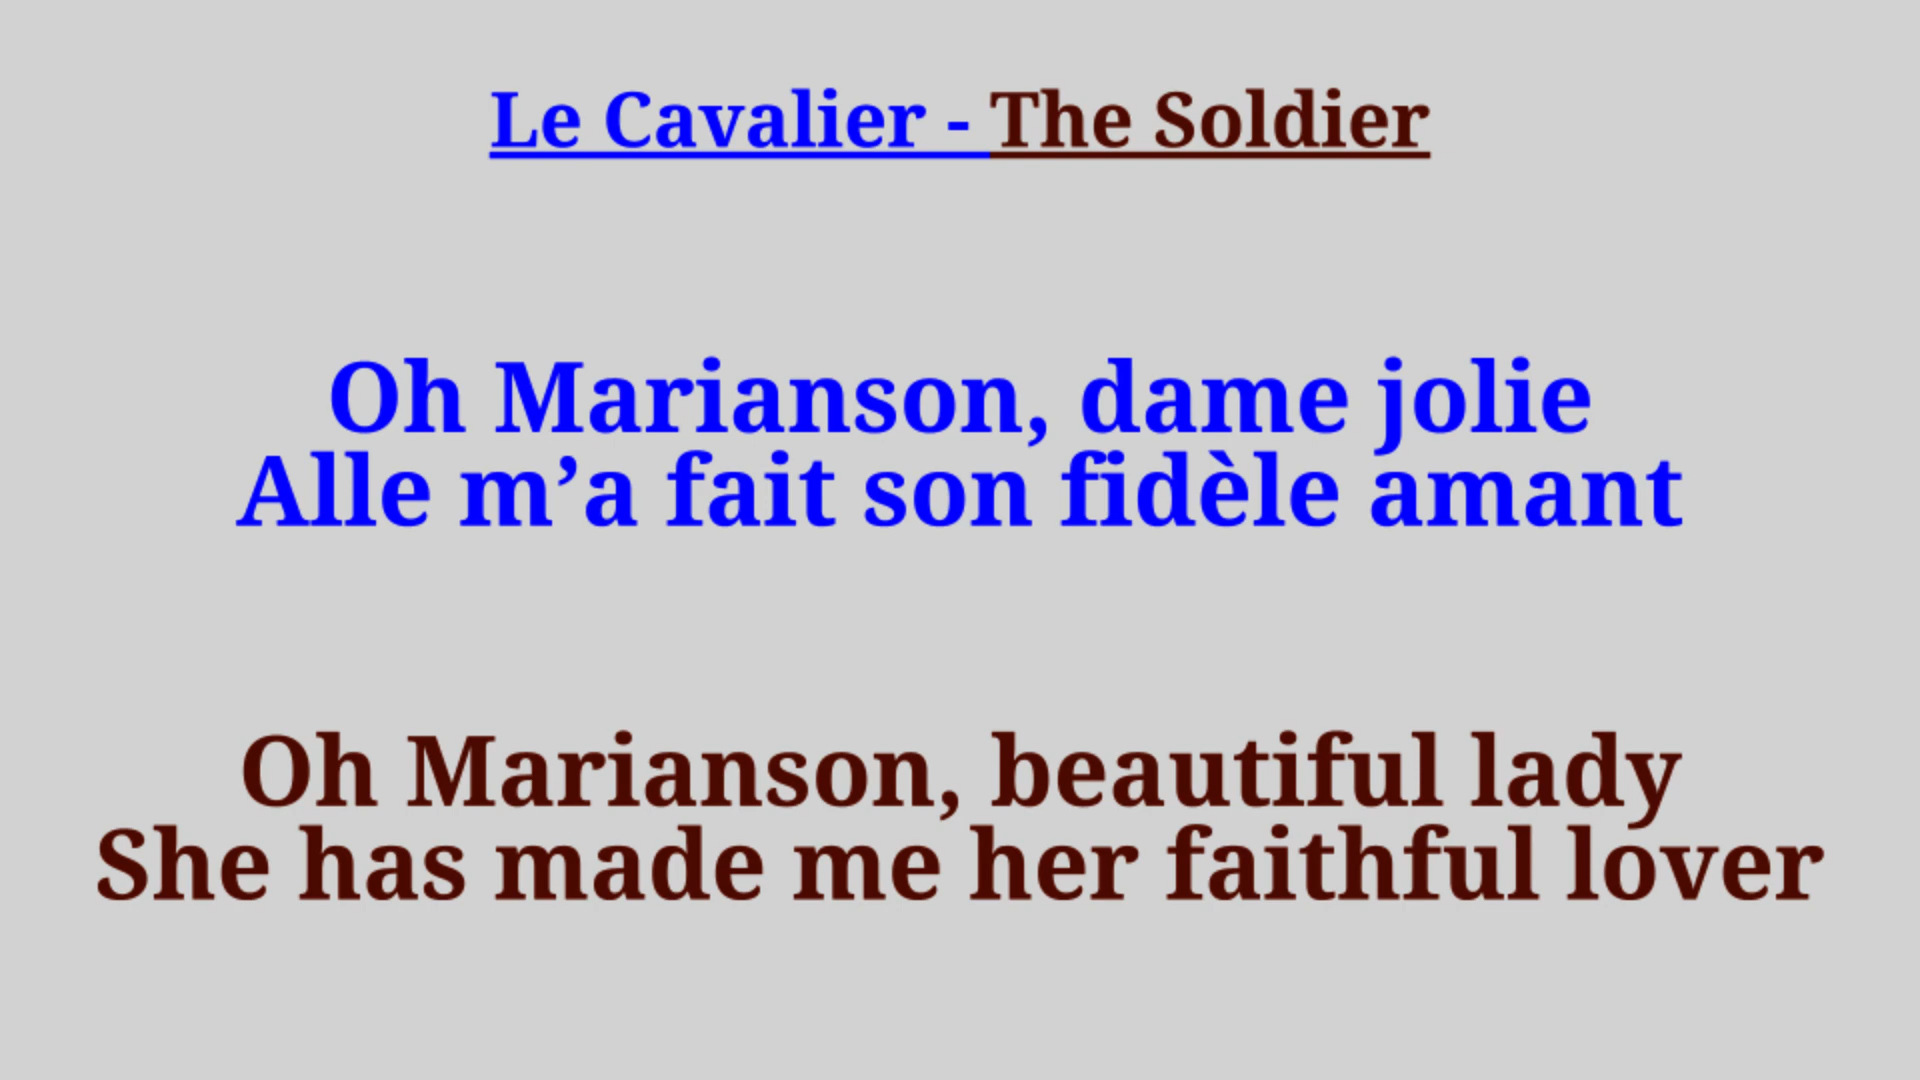 Le Cavalier - The Soldier
Oh Marianson, dame jolie
Alle m’a fait son fidèle amant
Oh Marianson, beautiful lady
She has made me her faithful lover